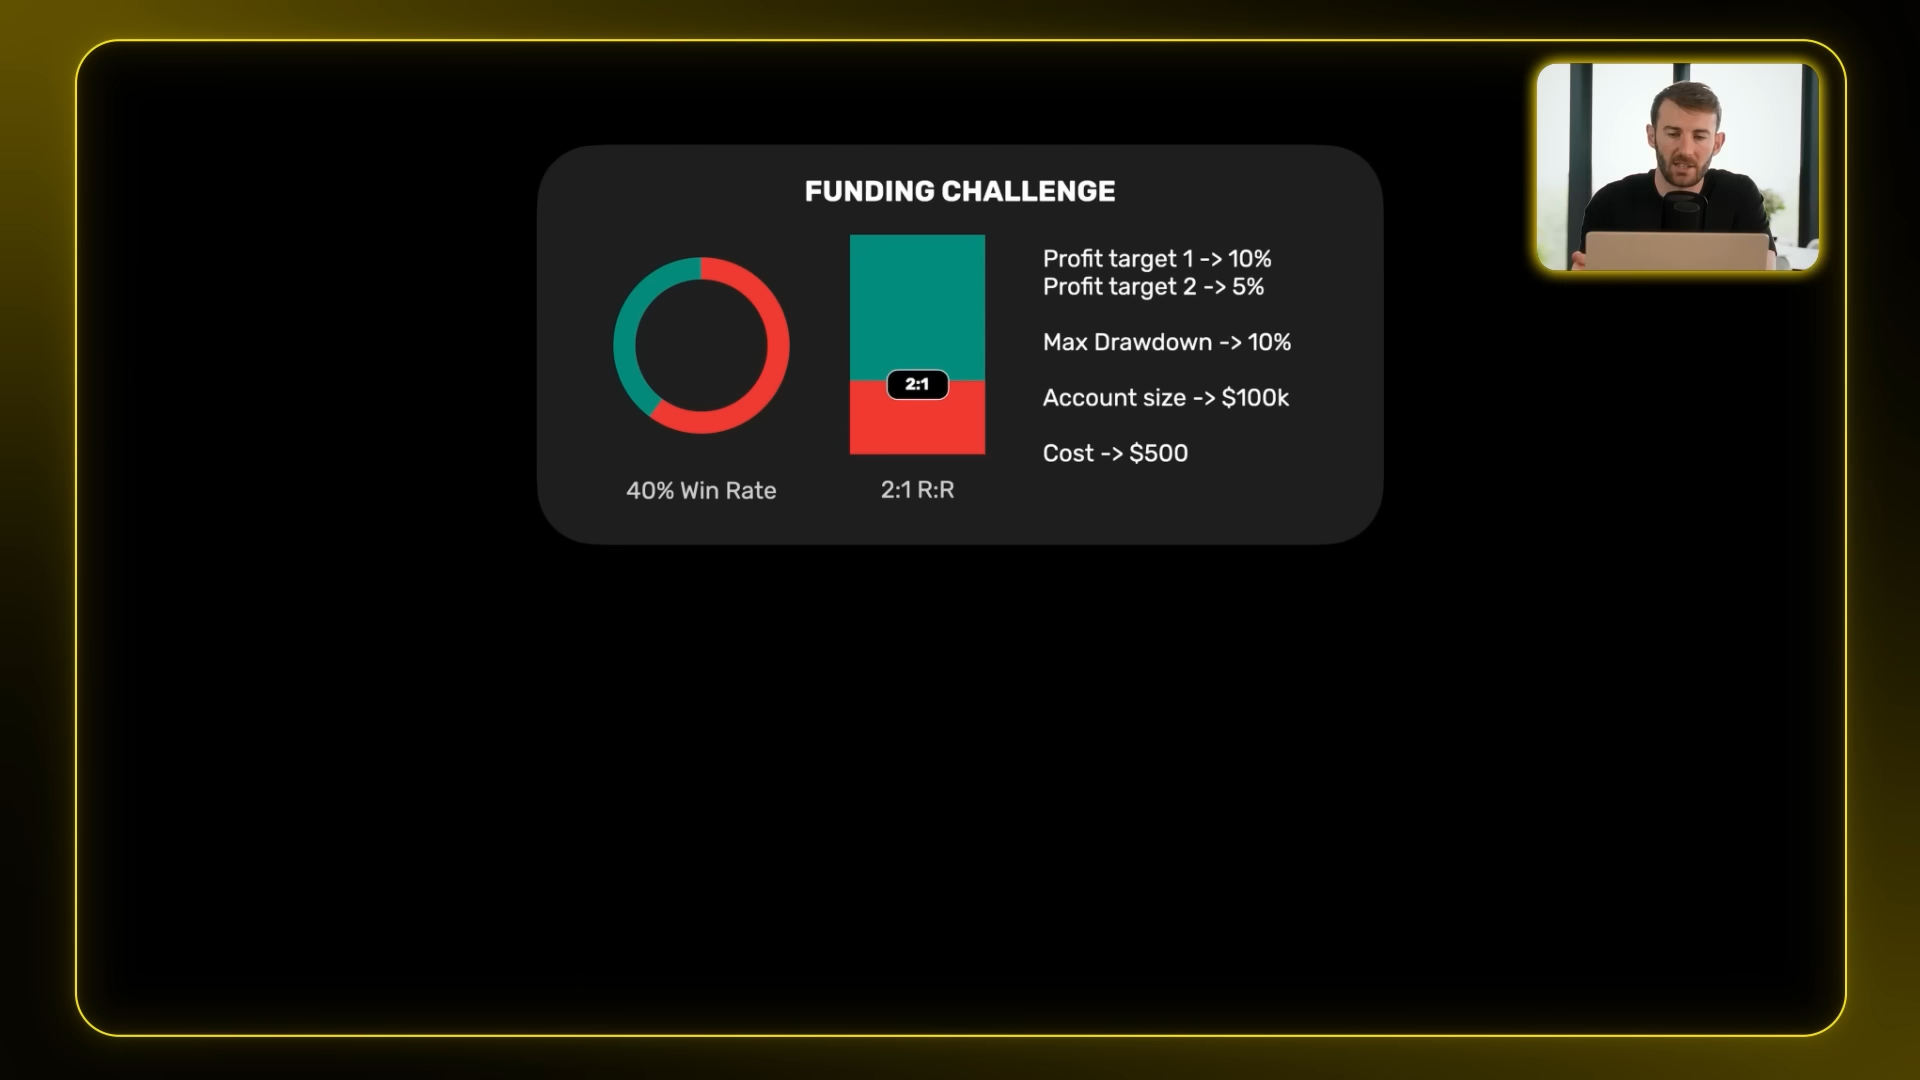 FUNDING CHALLENGE
Profit target 1 -> 10%
Profit target 2 -> 5%
Max Drawdown -> 10%
Account size -> $100k
Cost -> $500
2:1
40% Win Rate
2:1 R:R